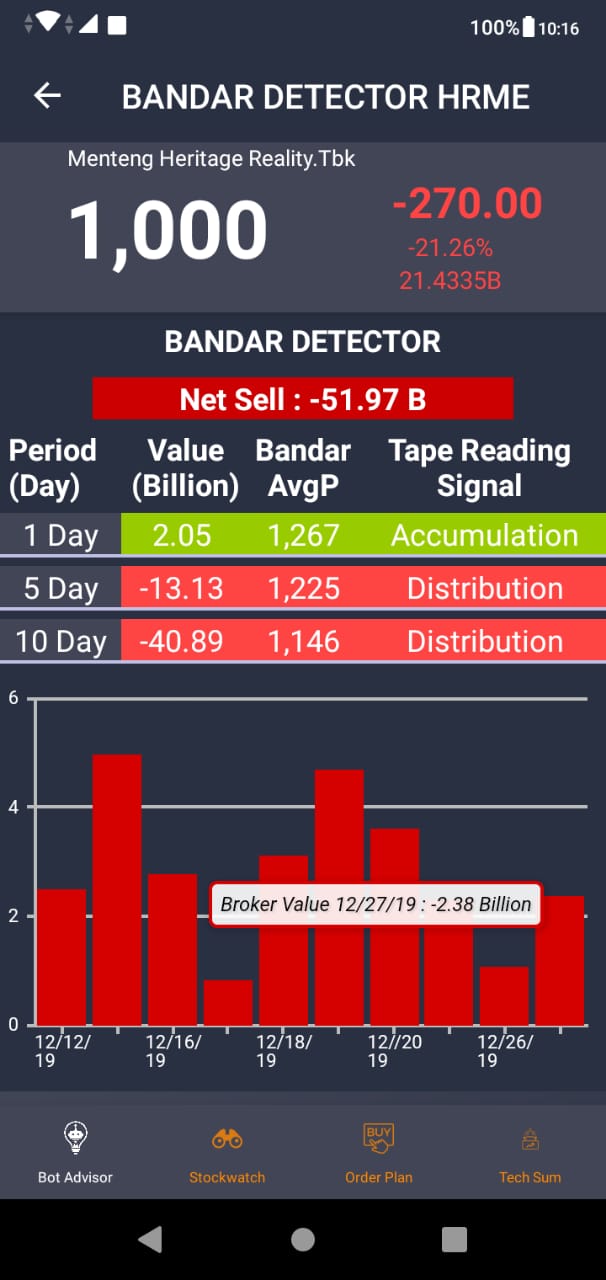 100% 10:16
BANDAR DETECTOR HRME
Menteng Heritage Reality.Tbk
1,000
-270.00
-21.26%
21.4335B
BANDAR DETECTOR
Net Sell : -51.97 B
Period (Day) Value (Billion) Bandar AvgP Tape Reading Signal
1 Day 2.05 1,267 Accumulation
5 Day -13.13 1,225 Distribution
10 Day -40.89 1,146 Distribution
6
4
Broker Value 12/27/19 : -2.38 Billion
2
0
12/12/19 12/16/19 12/18/19 12//20 19 12/26/19
Bot Advisor Stockwatch BUY Order Plan Tech Sum